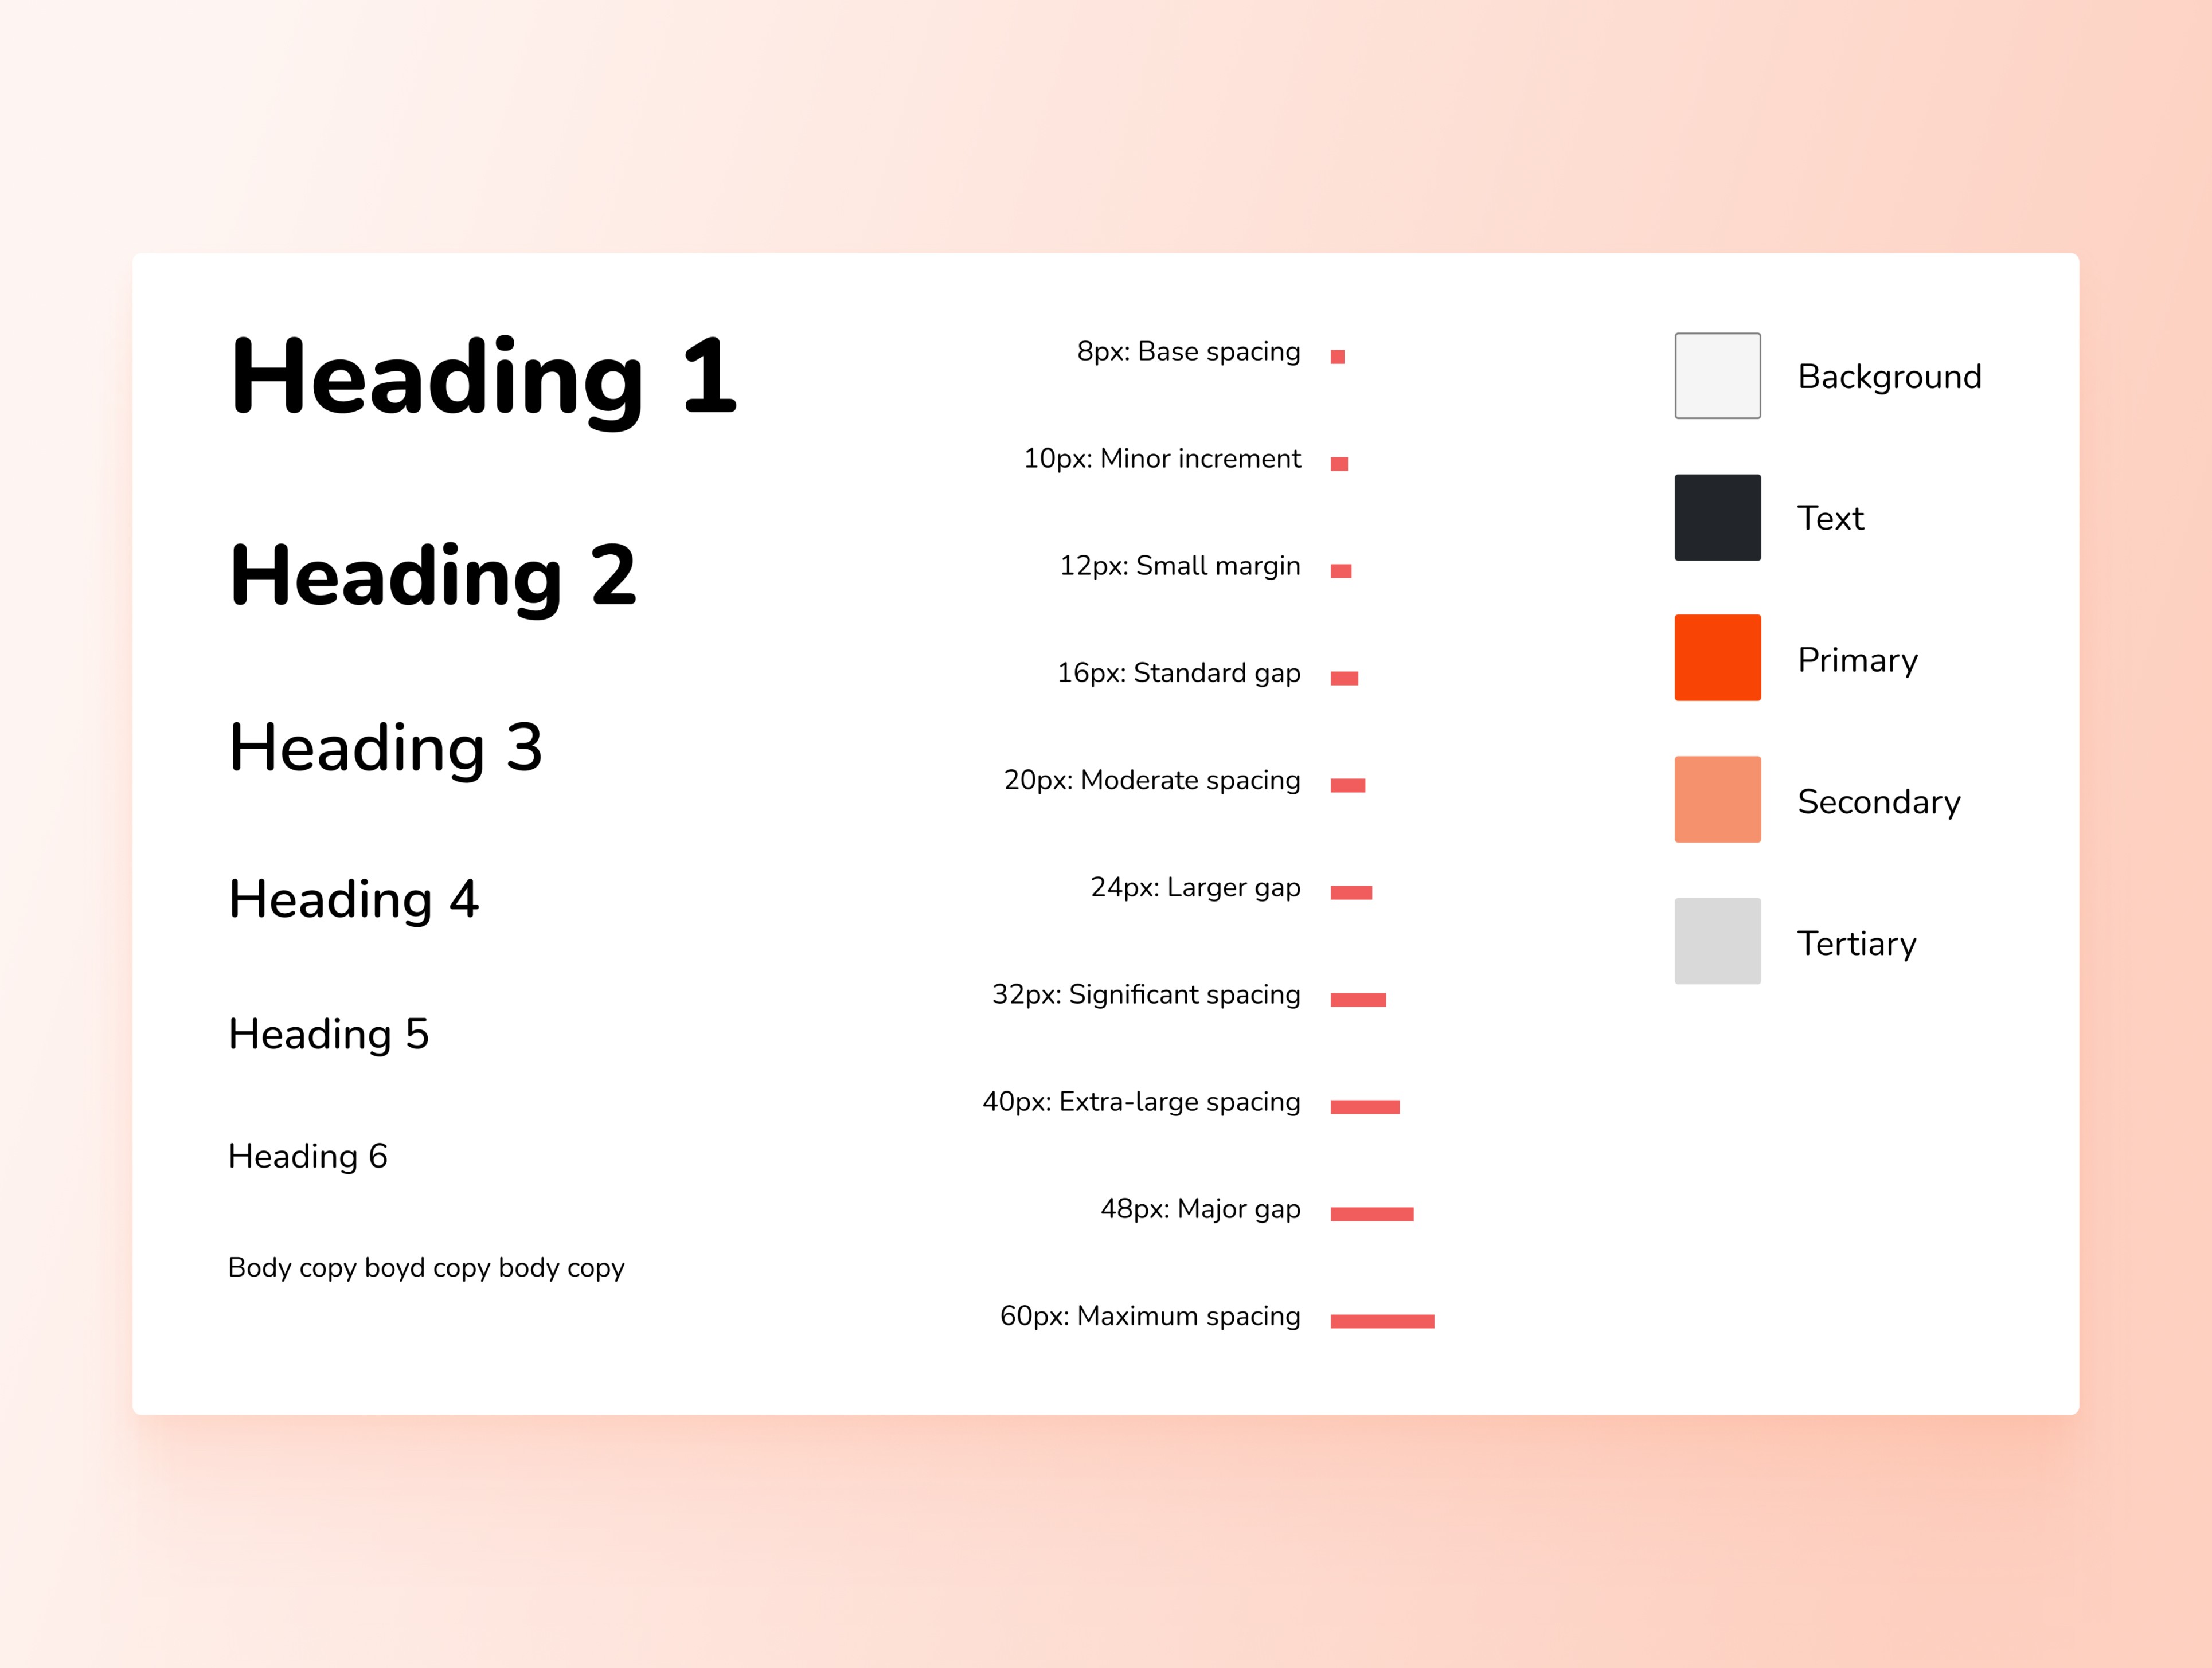 Heading 1
Heading 2
Heading 3
Heading 4
Heading 5
Heading 6
Body copy boyd copy body copy
8px: Base spacing
10px: Minor increment
12px: Small margin
16px: Standard gap
20px: Moderate spacing
24px: Larger gap
32px: Significant spacing
40px: Extra-large spacing
48px: Major gap
60px: Maximum spacing
Background
Text
Primary
Secondary
Tertiary